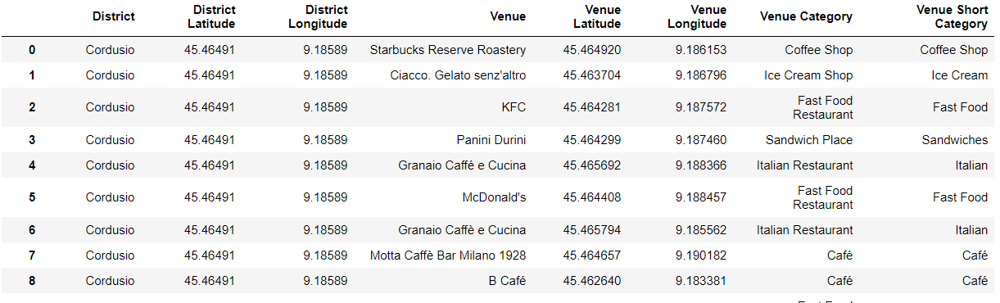 District District Latitude District Longitude Venue Venue Latitude Venue Longitude Venue Category Venue Short Category
0 Cordusio 45.46491 9.18589 Starbucks Reserve Roastery 45.464920 9.186153 Coffee Shop Coffee Shop
1 Cordusio 45.46491 9.18589 Ciacco. Gelato senz'altro 45.463704 9.186796 Ice Cream Shop Ice Cream
2 Cordusio 45.46491 9.18589 KFC 45.464281 9.187572 Fast Food Restaurant Fast Food
3 Cordusio 45.46491 9.18589 Panini Durini 45.464299 9.187460 Sandwich Place Sandwiches
4 Cordusio 45.46491 9.18589 Granaio Caffé e Cucina 45.465692 9.188366 Italian Restaurant Italian
5 Cordusio 45.46491 9.18589 McDonald's 45.464408 9.188457 Fast Food Restaurant Fast Food
6 Cordusio 45.46491 9.18589 Granaio Caffè e Cucina 45.465794 9.185562 Italian Restaurant Italian
7 Cordusio 45.46491 9.18589 Motta Caffè Bar Milano 1928 45.464657 9.190182 Café Café
8 Cordusio 45.46491 9.18589 B Café 45.462640 9.183381 Café Café